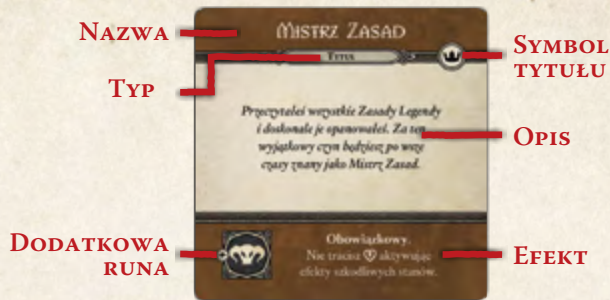 NAZWA
MISTRZ ZASAD
SYMBOL
TYTUŁU
TYP
TYTUŁ
Przeczytałeś wszystkie Zasady Legendy
i doskonale je opanowałeś. Za ten
wyjątkowy czyn będziesz po wsze
czasy znany jako Mistrz Zasad.
OPIS
DODATKOWA
RUNA
Obowiązkowy.
Nie tracisz aktywując
efekty szkodliwych stanów.
EFEKT